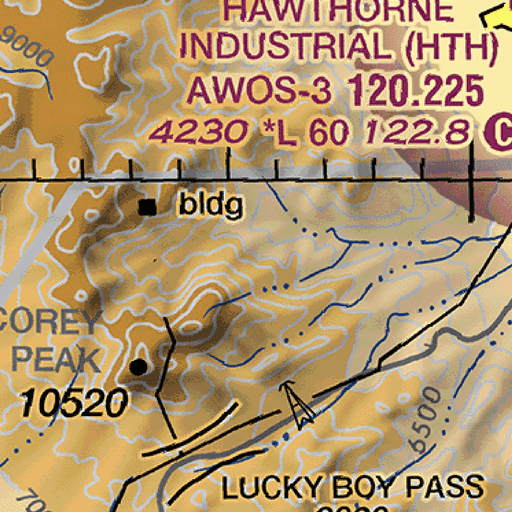 HAWTHORNE
9000
INDUSTRIAL (HTH)
AWOS-3 120.225
4230 *L 60 122.8 C
bldg
COREY
PEAK
10520
6500
LUCKY BOY PASS